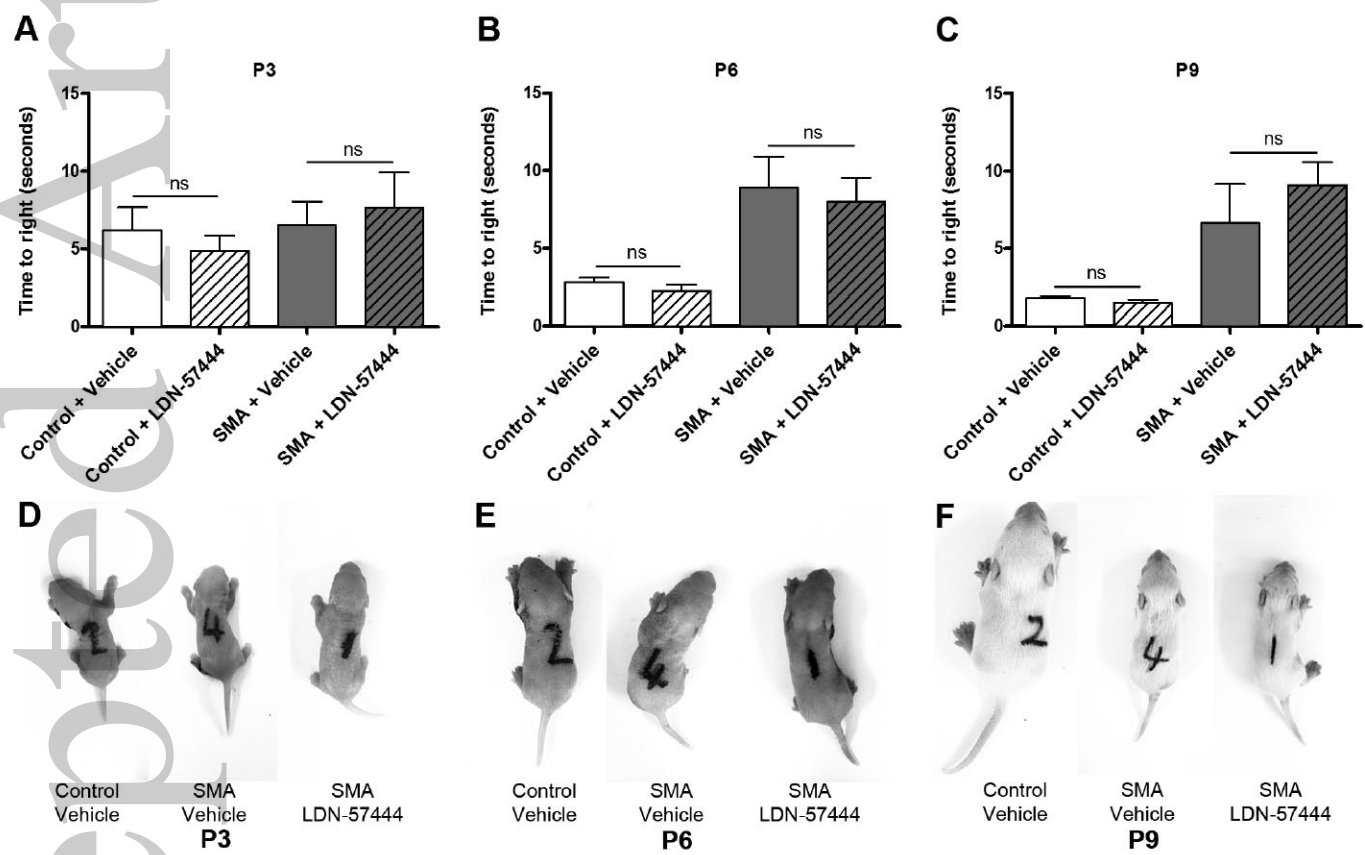 A
P3
Time to right (seconds)
15
10
5
0
ns
ns
Control + Vehicle
Control + LDN-57444
SMA + Vehicle
SMA + LDN-57444
B
P6
Time to right (seconds)
15
10
5
0
ns
ns
Control + Vehicle
Control + LDN-57444
SMA + Vehicle
SMA + LDN-57444
C
P9
Time to right (seconds)
15
10
5
0
ns
ns
Control + Vehicle
Control + LDN-57444
SMA + Vehicle
SMA + LDN-57444
D
2
4
1
Control
Vehicle
SMA
Vehicle
SMA
LDN-57444
P3
E
2
4
1
Control
Vehicle
SMA
Vehicle
SMA
LDN-57444
P6
F
2
4
1
Control
Vehicle
SMA
Vehicle
SMA
LDN-57444
P9
epted Art